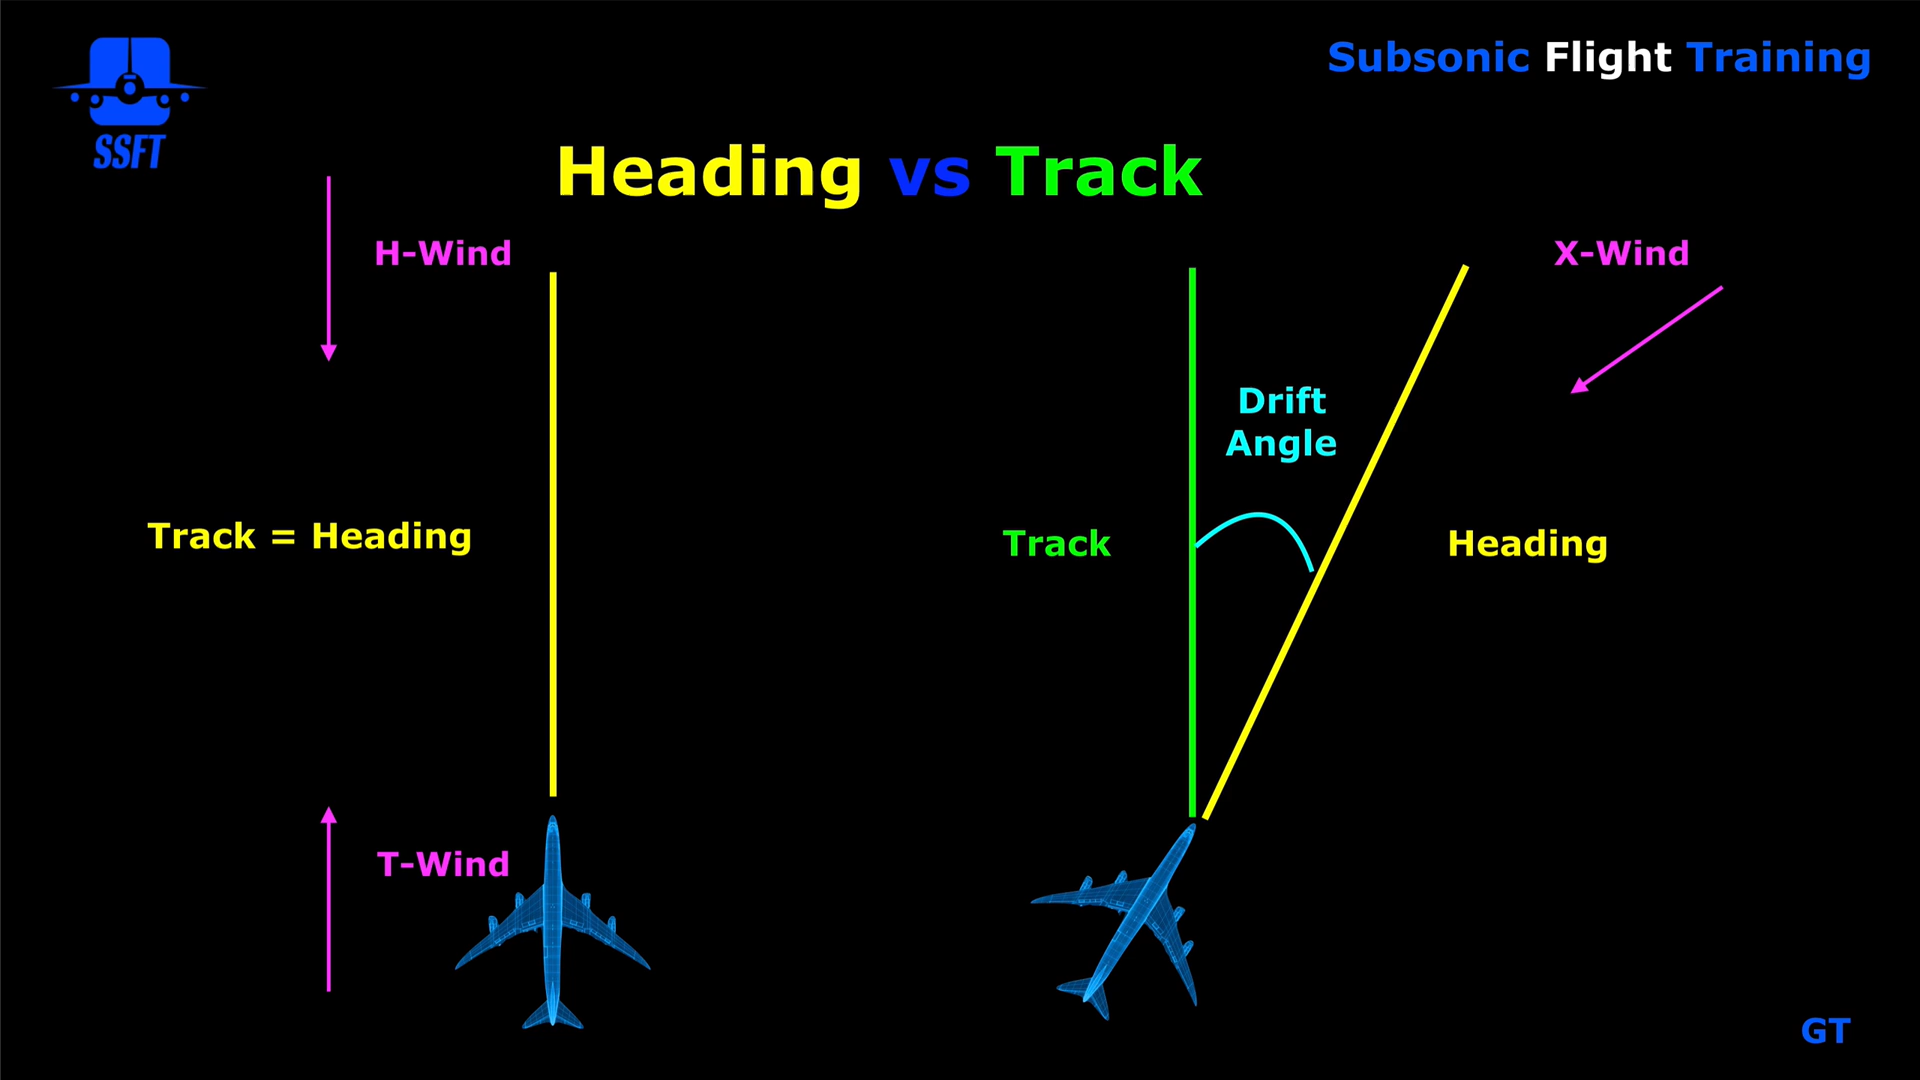 Subsonic Flight Training
SSFT
Heading vs Track
H-Wind
X-Wind
Drift
Angle
Track = Heading
Track
Heading
T-Wind
GT